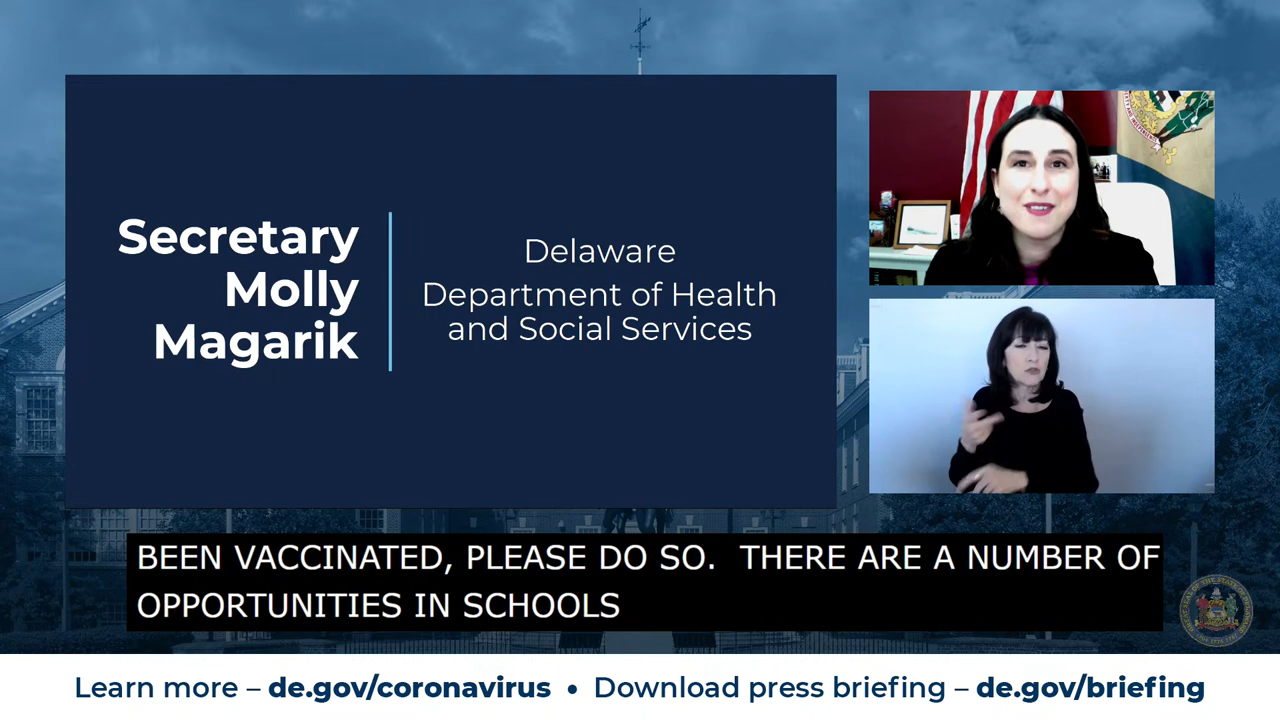 Secretary
Molly
Magarik
Delaware
Department of Health
and Social Services
BEEN VACCINATED, PLEASE DO SO.  THERE ARE A NUMBER OF
OPPORTUNITIES IN SCHOOLS
Learn more – de.gov/coronavirus • Download press briefing – de.gov/briefing